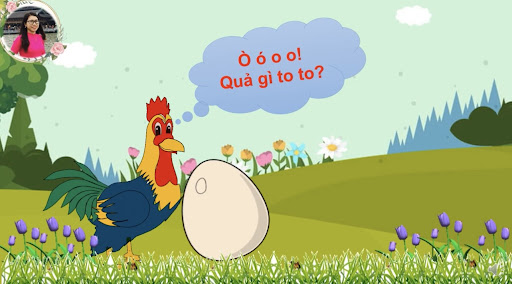 Ò ó o o!
Quả gì to to?